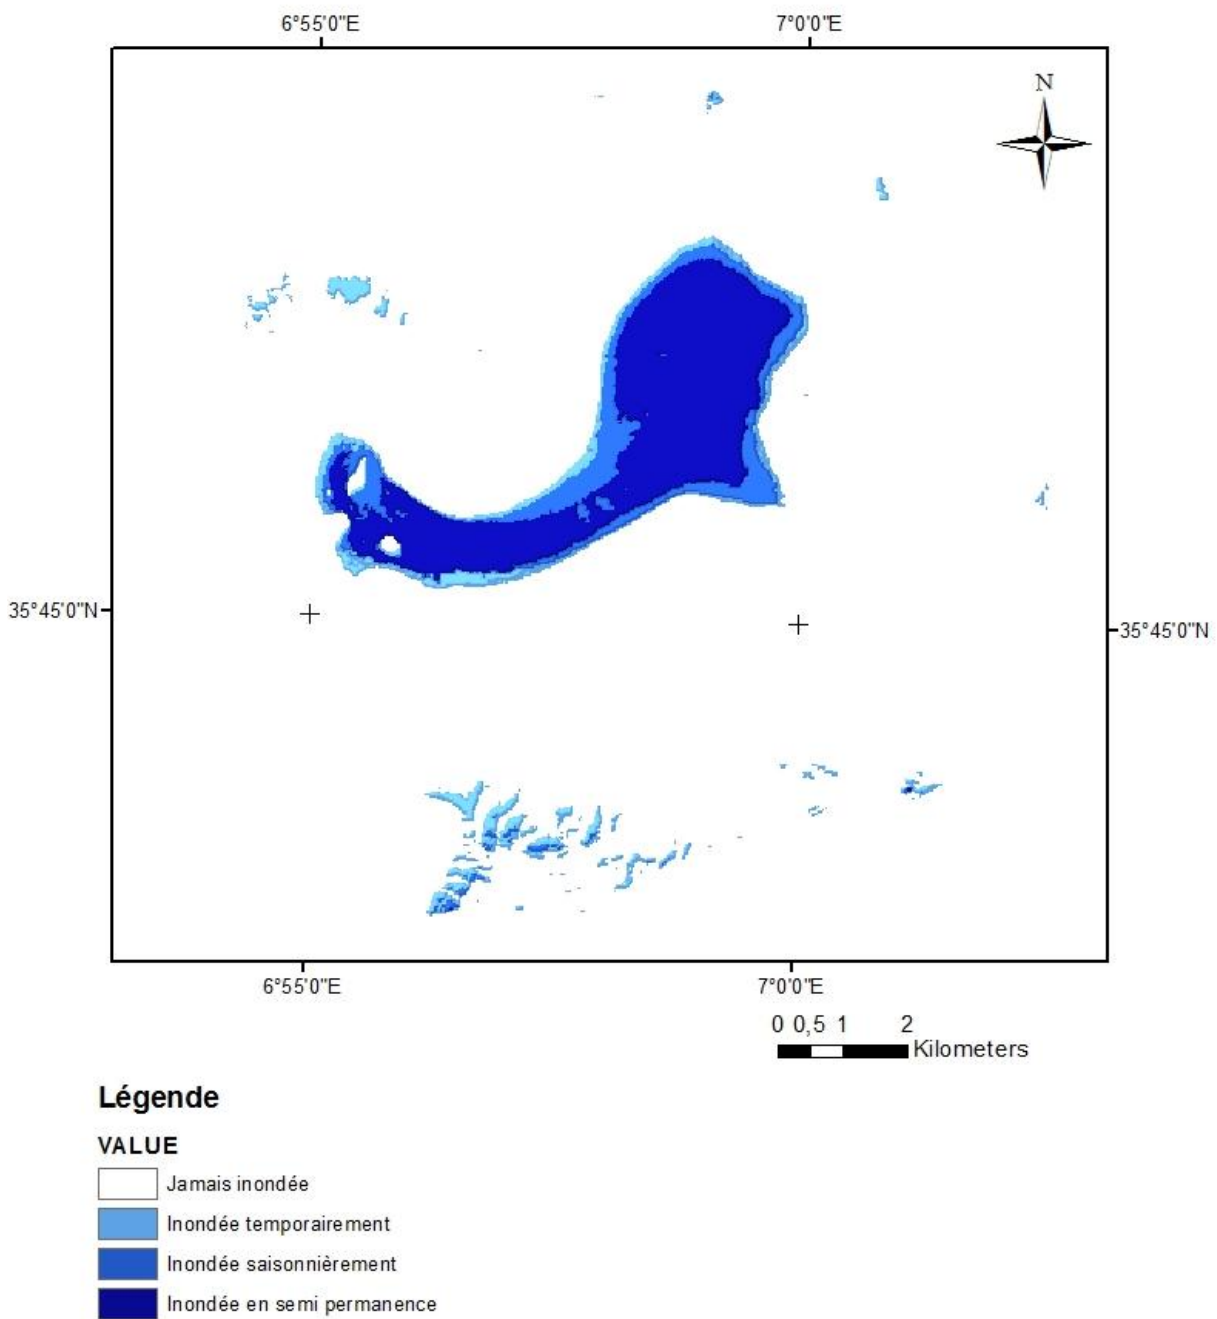 6°55'0"E 7°0'0"E
N
35°45'0"N
35°45'0"N
6°55'0"E 7°0'0"E
0 0,5 1 2
Kilometers
Légende
VALUE
Jamais inondée
Inondée temporairement
Inondée saisonnièrement
Inondée en semi permanence